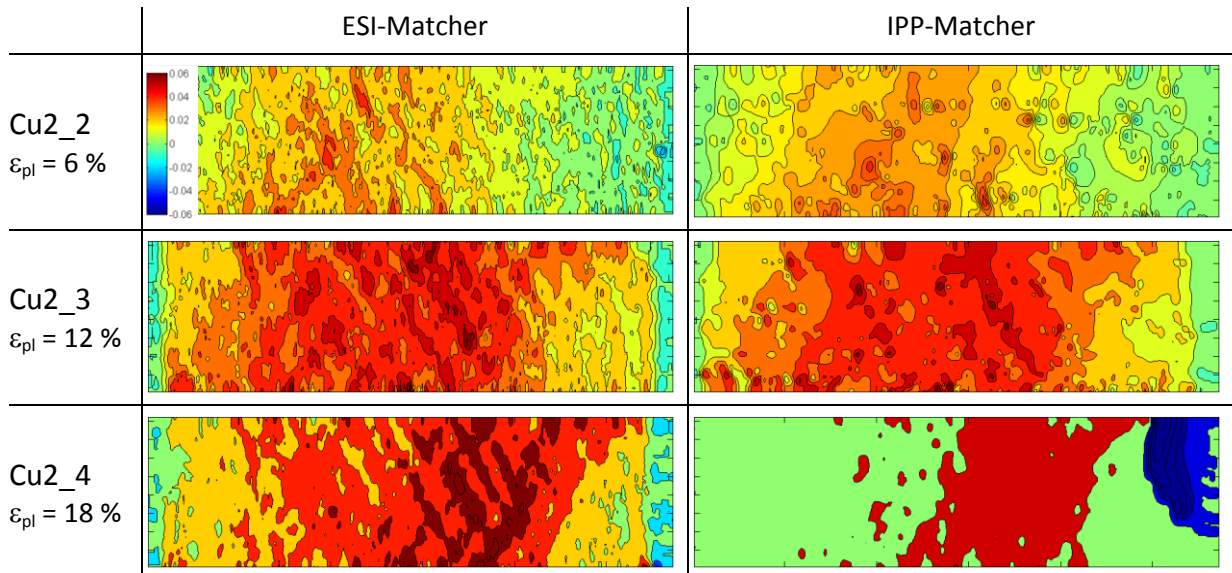 ESI-Matcher IPP-Matcher
Cu2_2
εpl = 6 %
0.06
0.04
0.02
0
-0.02
-0.04
-0.06
Cu2_3
εpl = 12 %
Cu2_4
εpl = 18 %